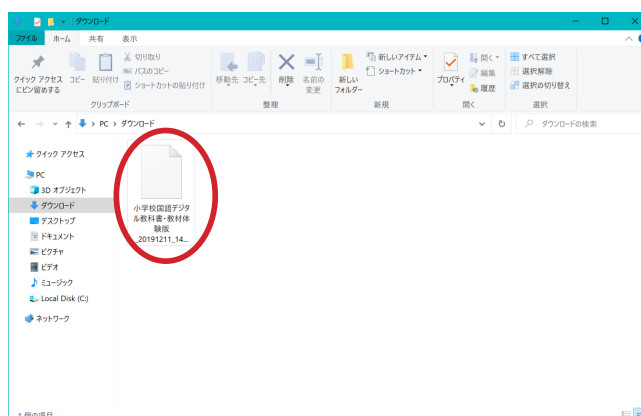 ダウンロード
ファイル ホーム 共有 表示
クイック アクセス
にピン留めする
コピー 貼り付け
切り取り
パスのコピー
ショートカットの貼り付け
クリップボード
移動先 コピー先 削除 名前の
変更
整理
新しい
フォルダー
新しいアイテム
ショートカット
新規
プロパティ
開く
編集
履歴
開く
すべて選択
選択解除
選択の切り替え
選択
PC > ダウンロード
ダウンロードの検索
クイック アクセス
PC
3D オブジェクト
ダウンロード
デスクトップ
ドキュメント
ピクチャ
ビデオ
ミュージック
Local Disk (C:)
ネットワーク
小学校国語デジタ
ル教科書・教材体
験版
_20191211_14...
1 個の項目